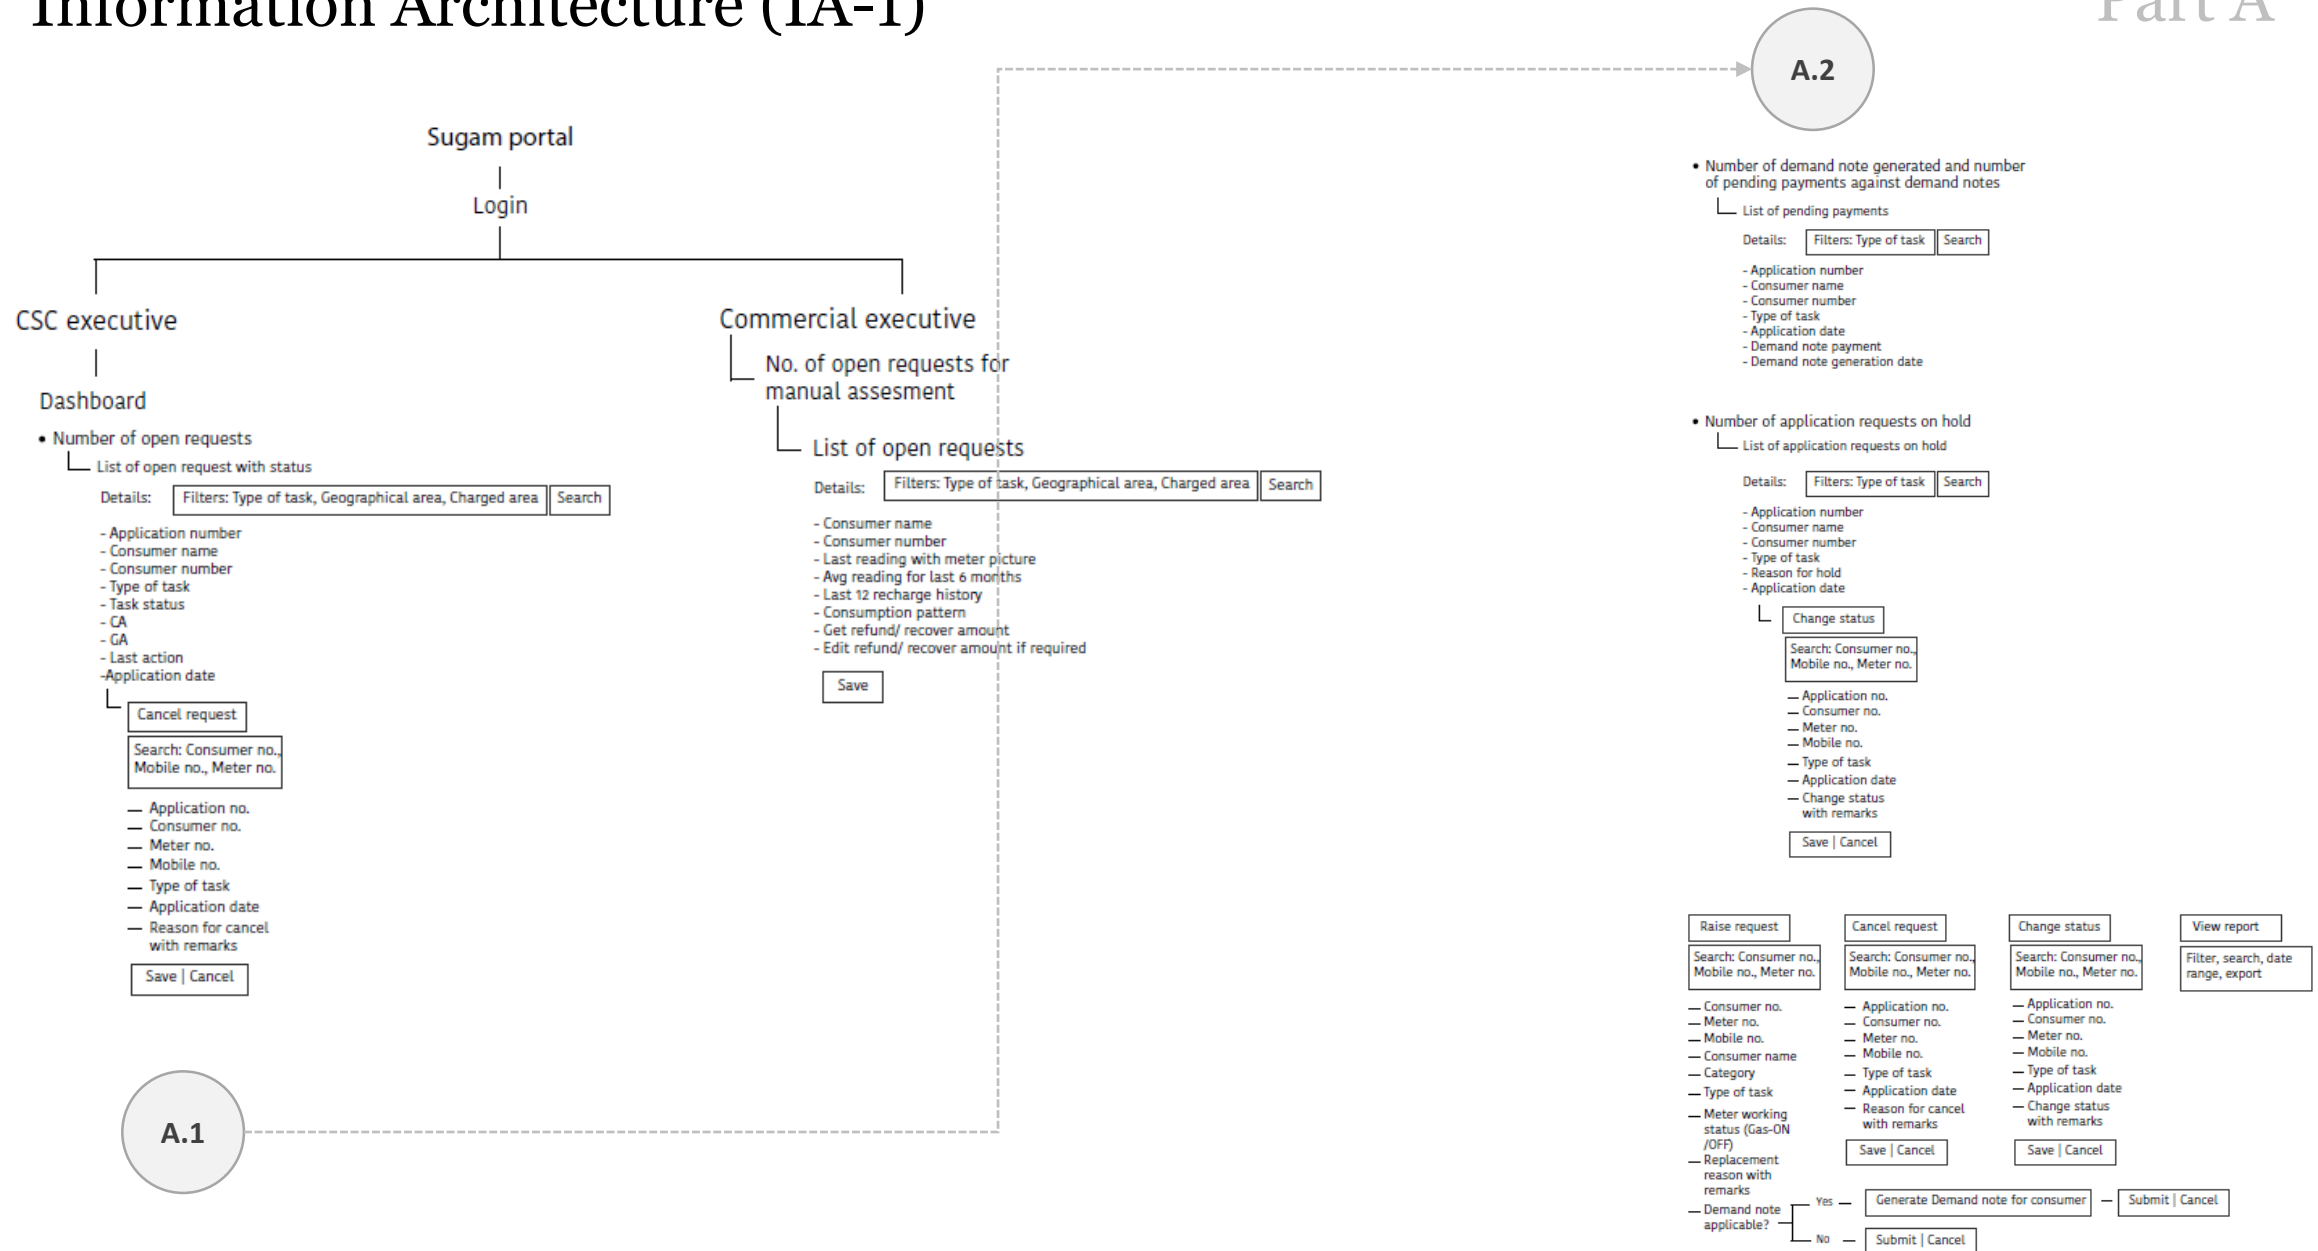 Information Architecture (IA-1)
Part A
Sugam portal
Login
CSC executive
Dashboard
• Number of open requests
List of open request with status
Details:
Filters: Type of task, Geographical area, Charged area
Search
- Application number
- Consumer name
- Consumer number
- Type of task
- Task status
- CA
- GA
- Last action
-Application date
Cancel request
Search: Consumer no.,
Mobile no., Meter no.
Application no.
Consumer no.
Meter no.
Mobile no.
Type of task
Application date
Reason for cancel
with remarks
Save | Cancel
A.1
Commercial executive
No. of open requests for
manual assesment
List of open requests
Details:
Filters: Type of task, Geographical area, Charged area
Search
- Consumer name
- Consumer number
- Last reading with meter picture
- Avg reading for last 6 months
- Last 12 recharge history
- Consumption pattern
- Get refund/ recover amount
- Edit refund/ recover amount if required
Save
A.2
• Number of demand note generated and number
of pending payments against demand notes
List of pending payments
Details:
Filters: Type of task
Search
- Application number
- Consumer name
- Consumer number
- Type of task
- Application date
- Demand note payment
- Demand note generation date
• Number of application requests on hold
List of application requests on hold
Details:
Filters: Type of task
Search
- Application number
- Consumer name
- Consumer number
- Type of task
- Reason for hold
- Application date
Change status
Search: Consumer no.,
Mobile no., Meter no.
Application no.
Consumer no.
Meter no.
Mobile no.
Type of task
Application date
Change status
with remarks
Save | Cancel
Raise request
Search: Consumer no.,
Mobile no., Meter no.
Consumer no.
Meter no.
Mobile no.
Consumer name
Category
Type of task
Meter working
status (Gas-ON
/OFF)
Replacement
reason with
remarks
Demand note
applicable?
Yes
Generate Demand note for consumer
Submit | Cancel
No
Submit | Cancel
Cancel request
Search: Consumer no.,
Mobile no., Meter no.
Application no.
Consumer no.
Meter no.
Mobile no.
Type of task
Application date
Reason for cancel
with remarks
Save | Cancel
Change status
Search: Consumer no.,
Mobile no., Meter no.
Application no.
Consumer no.
Meter no.
Mobile no.
Type of task
Application date
Change status
with remarks
Save | Cancel
View report
Filter, search, date
range, export